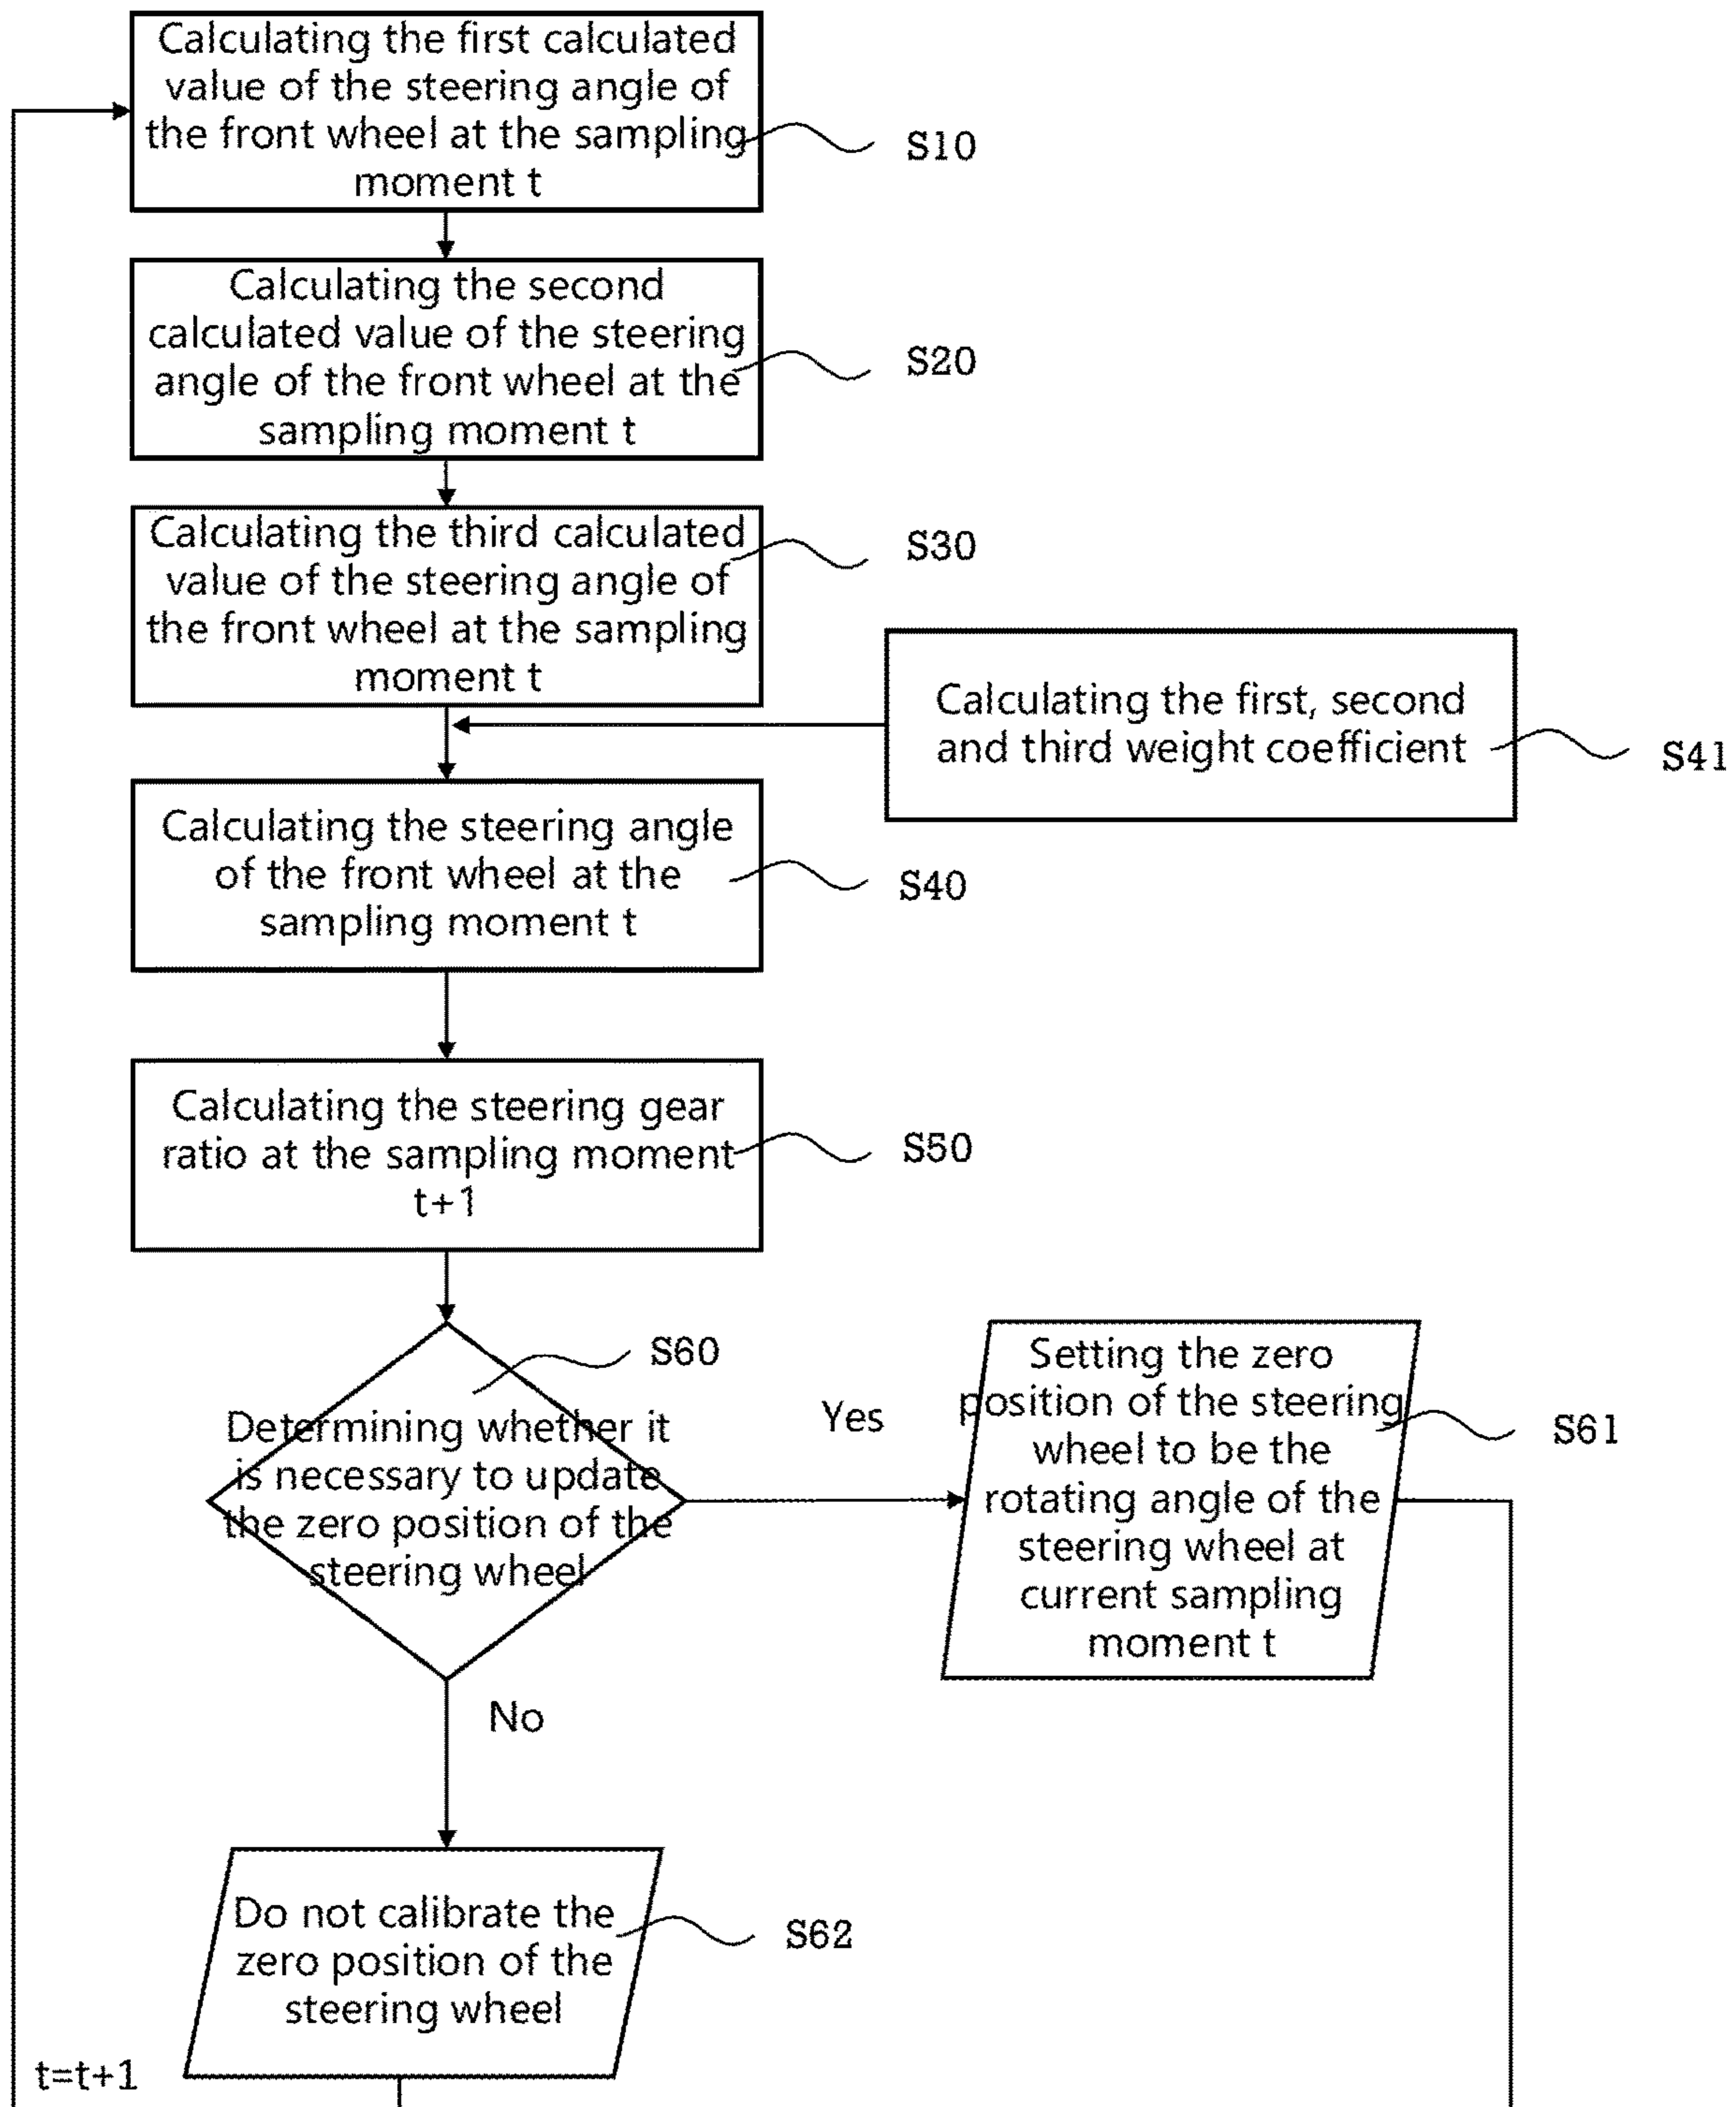 Calculating the first calculated
value of the steering angle of
the front wheel at the sampling
moment t
S10
Calculating the second
calculated value of the steering
angle of the front wheel at the
sampling moment t
S20
Calculating the third calculated
value of the steering angle of
the front wheel at the sampling
moment t
S30
Calculating the first, second
and third weight coefficient
S41
Calculating the steering angle
of the front wheel at the
sampling moment t
S40
Calculating the steering gear
ratio at the sampling moment
t+1
S50
S60
Determining whether it
is necessary to update
the zero position of the
steering wheel
Yes
Setting the zero
position of the steering
wheel to be the
rotating angle of the
steering wheel at
current sampling
moment t
S61
No
Do not calibrate the
zero position of the
steering wheel
S62
t=t+1